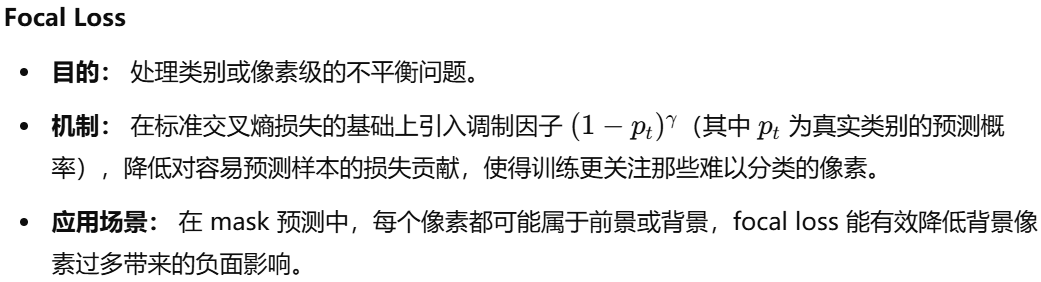 Focal Loss
• 目的： 处理类别或像素级的不平衡问题。
• 机制： 在标准交叉熵损失的基础上引入调制因子 (1 − pₜ)^γ（其中 pₜ 为真实类别的预测概
率），降低对容易预测样本的损失贡献，使得训练更关注那些难以分类的像素。
• 应用场景： 在 mask 预测中，每个像素都可能属于前景或背景，focal loss 能有效降低背景像
素过多带来的负面影响。